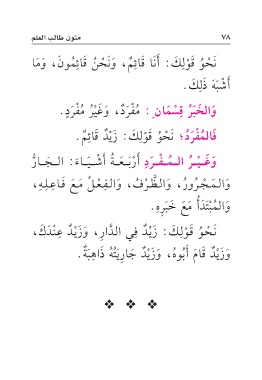 ٧٨ متون طالب العلم
نَحْوُ قَوْلِكَ: أَنَا قَائِمٌ، وَنَحْنُ قَائِمُونَ، وَمَا
أَشْبَهَ ذَلِكَ.
وَالخَبَرُ قِسْمَانِ: مُفْرَدٌ، وَغَيْرُ مُفْرَدٍ.
فَالمُفْرَدُ؛ نَحْوُ قَوْلِكَ: زَيْدٌ قَائِمٌ.
وَغَيْرُ المُفْرَدِ أَرْبَعَةُ أَشْيَاءَ: الجَارُّ
وَالمَجْرُورُ، وَالظَّرْفُ، وَالفِعْلُ مَعَ فَاعِلِهِ،
وَالمُبْتَدَأُ مَعَ خَبَرِهِ.
نَحْوُ قَوْلِكَ: زَيْدٌ فِي الدَّارِ، وَزَيْدٌ عِنْدَكَ،
وَزَيْدٌ قَامَ أَبُوهُ، وَزَيْدٌ جَارِيَتُهُ ذَاهِبَةٌ.